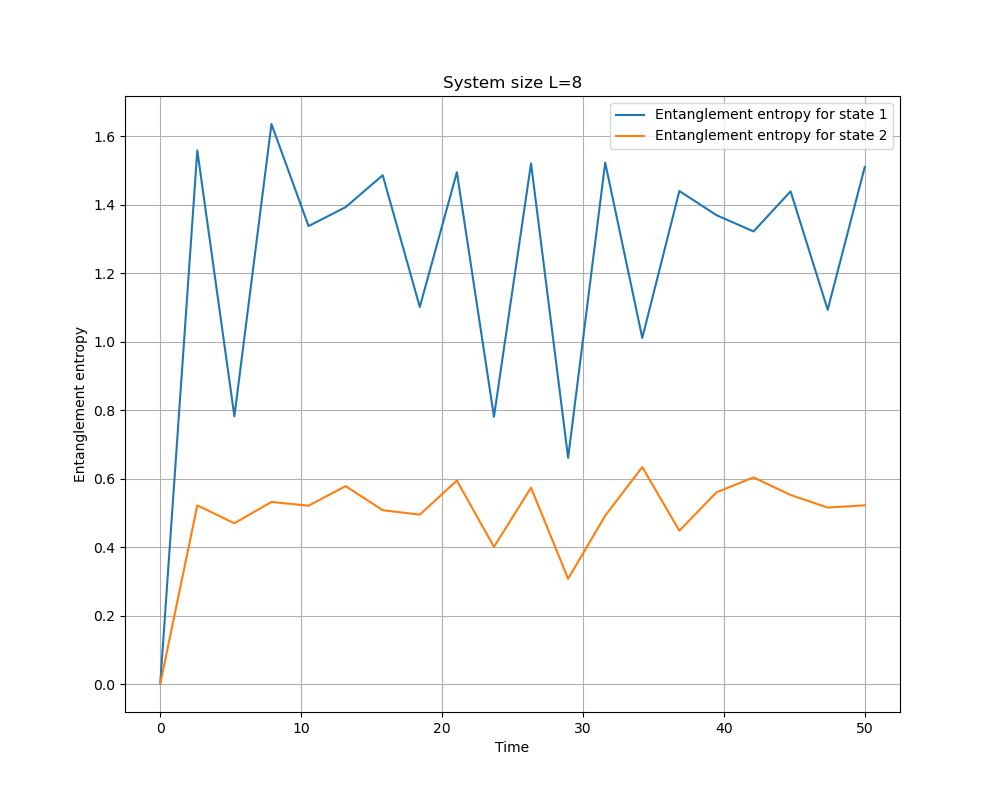 System size L=8
Entanglement entropy for state 1
Entanglement entropy for state 2
Entanglement entropy
1.6
1.4
1.2
1.0
0.8
0.6
0.4
0.2
0.0
0 10 20 30 40 50
Time